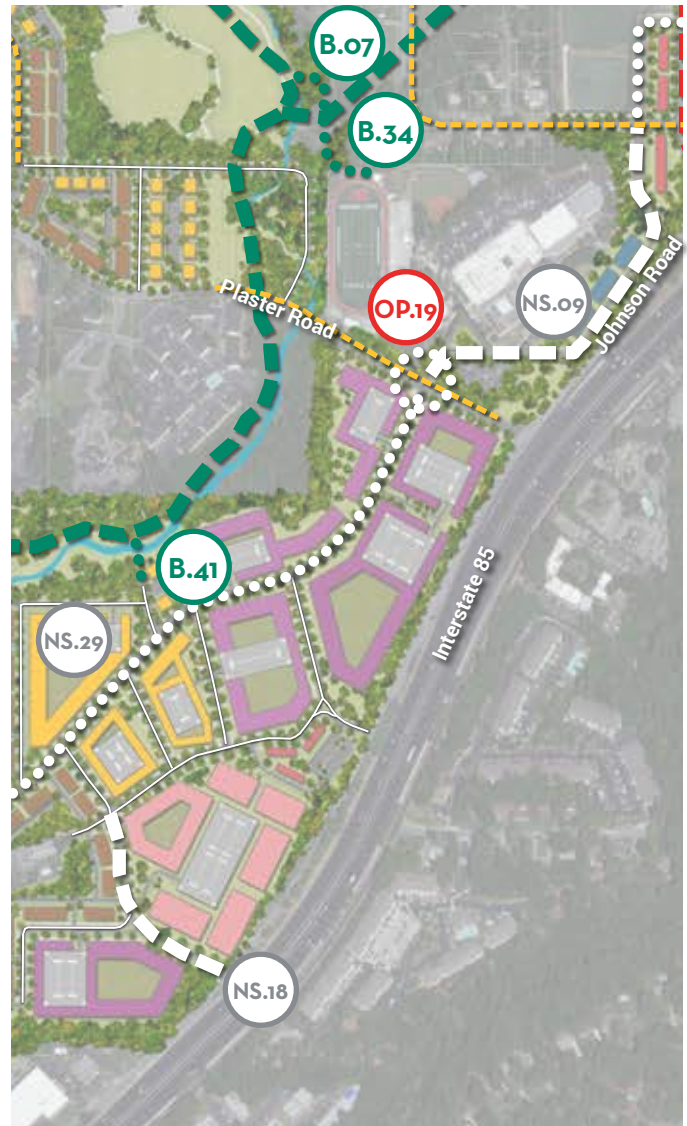 B.07
B.34
Plaster Road
OP.19
NS.09
Johnson Road
Interstate 85
B.41
NS.29
NS.18